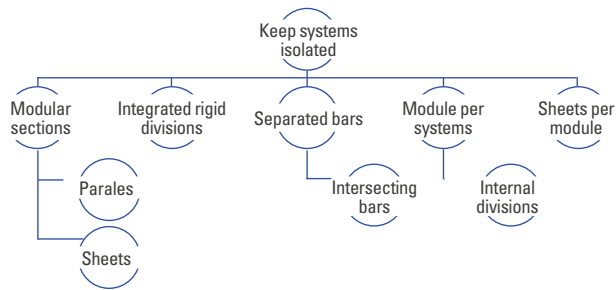 Keep systems
isolated
Modular
sections
Integrated rigid
divisions
Separated bars
Module per
systems
Sheets per
module
Parales
Sheets
Intersecting
bars
Internal
divisions